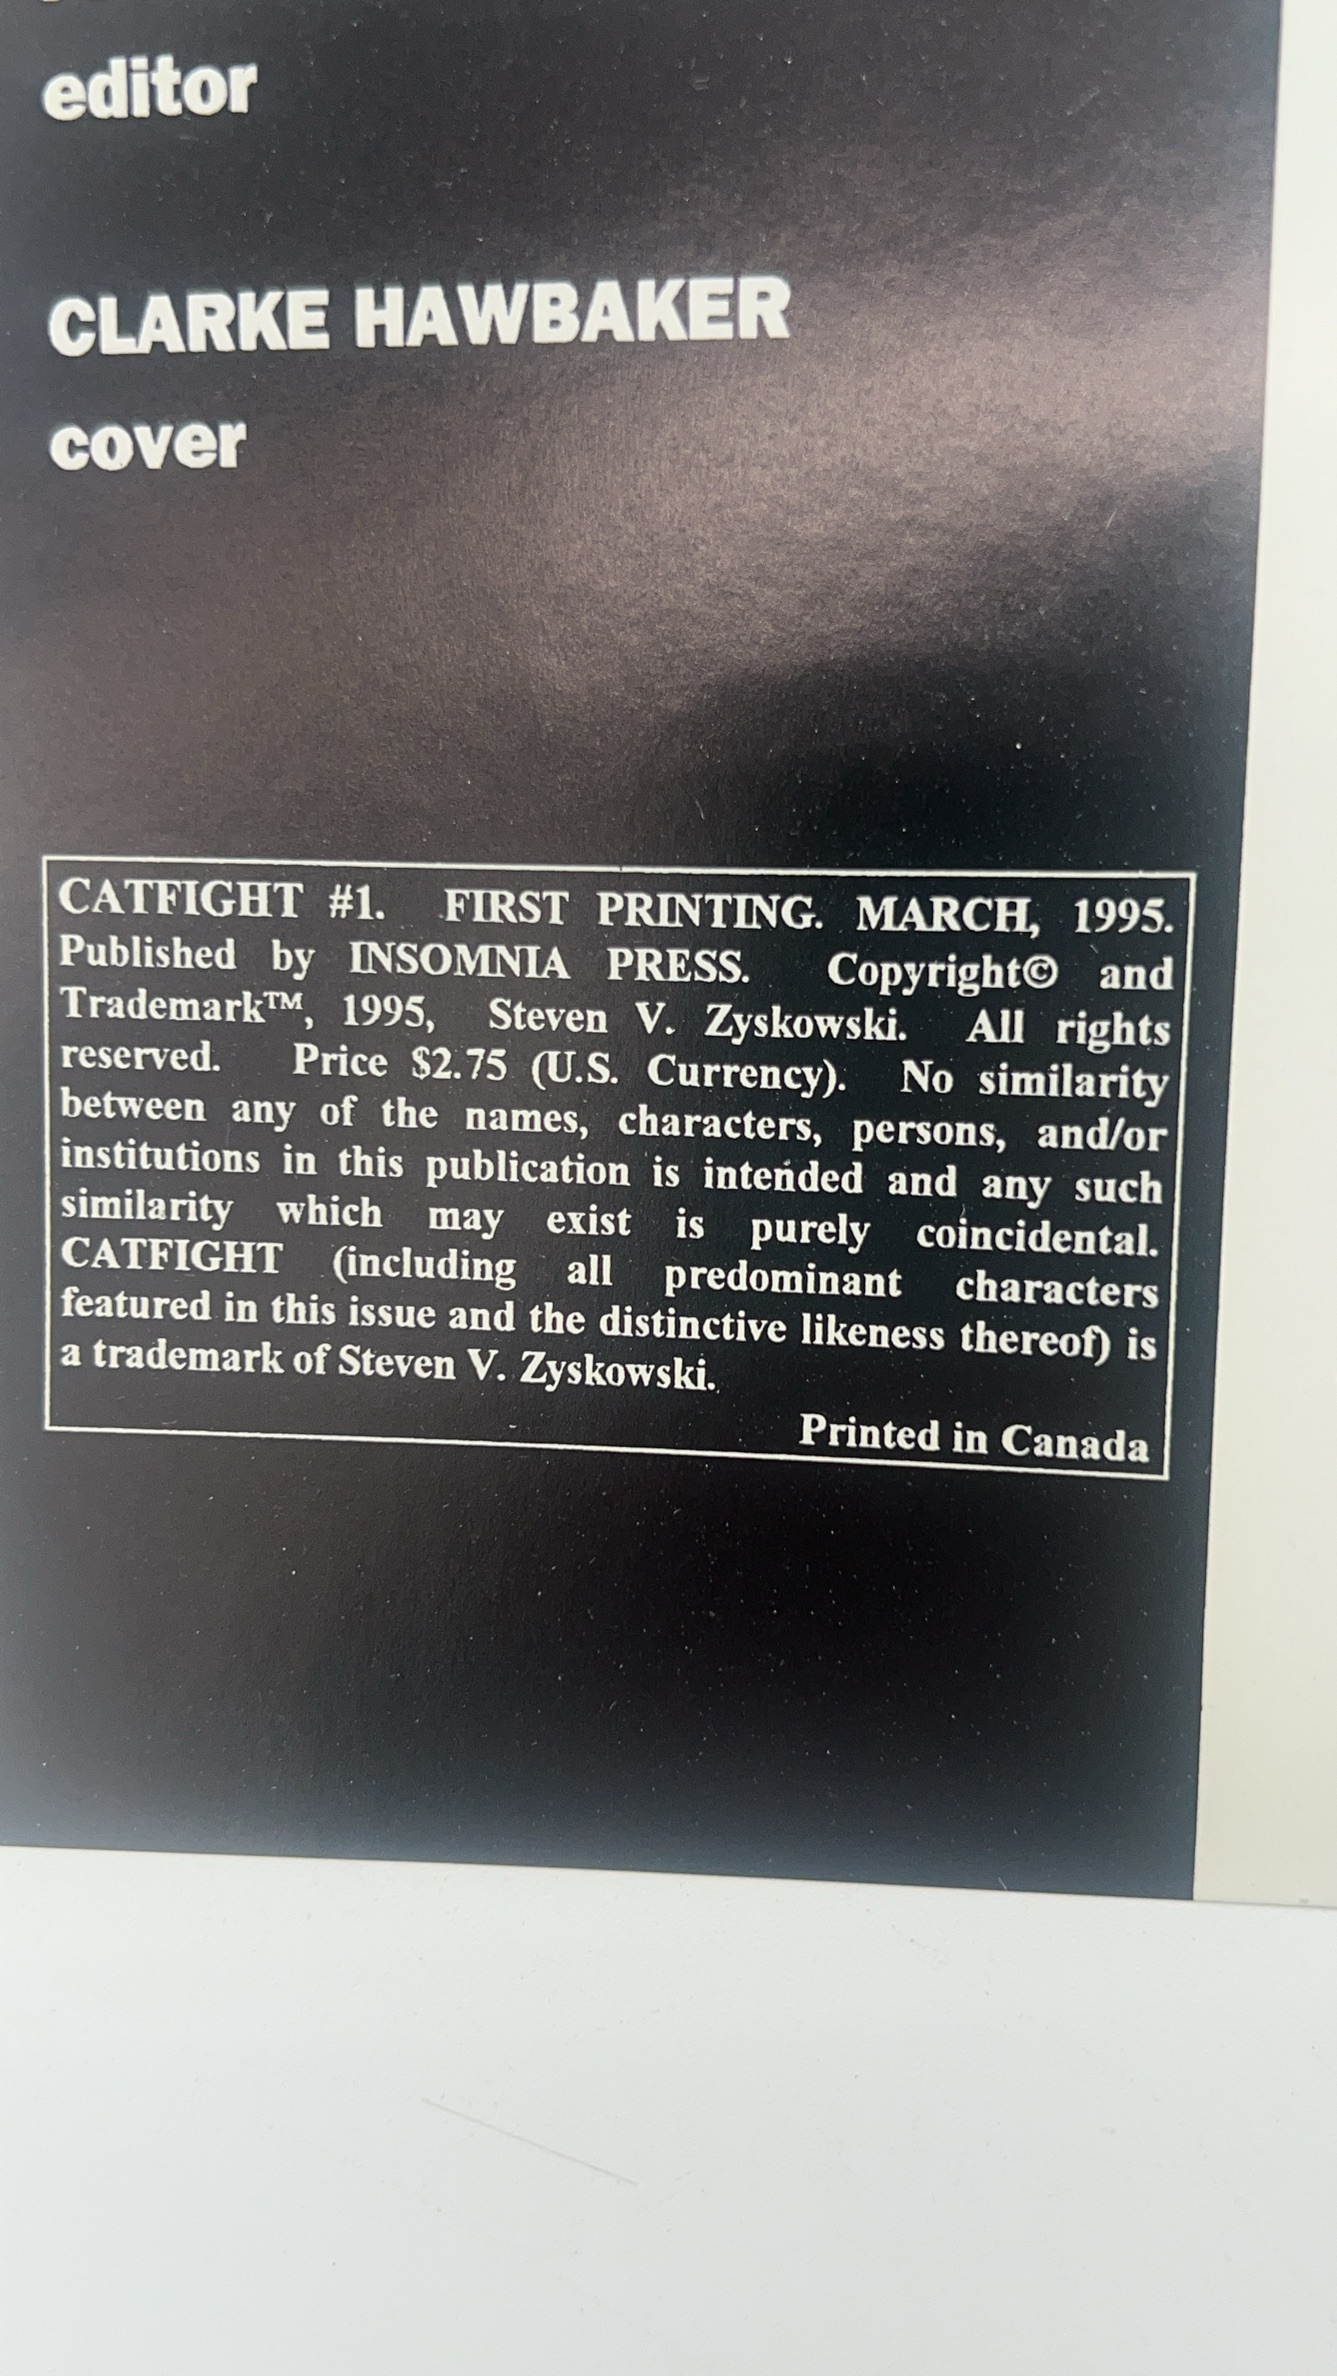 editor
CLARKE HAWBAKER
cover
CATFIGHT #1. FIRST PRINTING. MARCH, 1995.
Published by INSOMNIA PRESS. Copyright© and
Trademark™, 1995, Steven V. Zyskowski. All rights
reserved. Price $2.75 (U.S. Currency). No similarity
between any of the names, characters, persons, and/or
institutions in this publication is intended and any such
similarity which may exist is purely coincidental.
CATFIGHT (including all predominant characters
featured in this issue and the distinctive likeness thereof) is
a trademark of Steven V. Zyskowski.
Printed in Canada